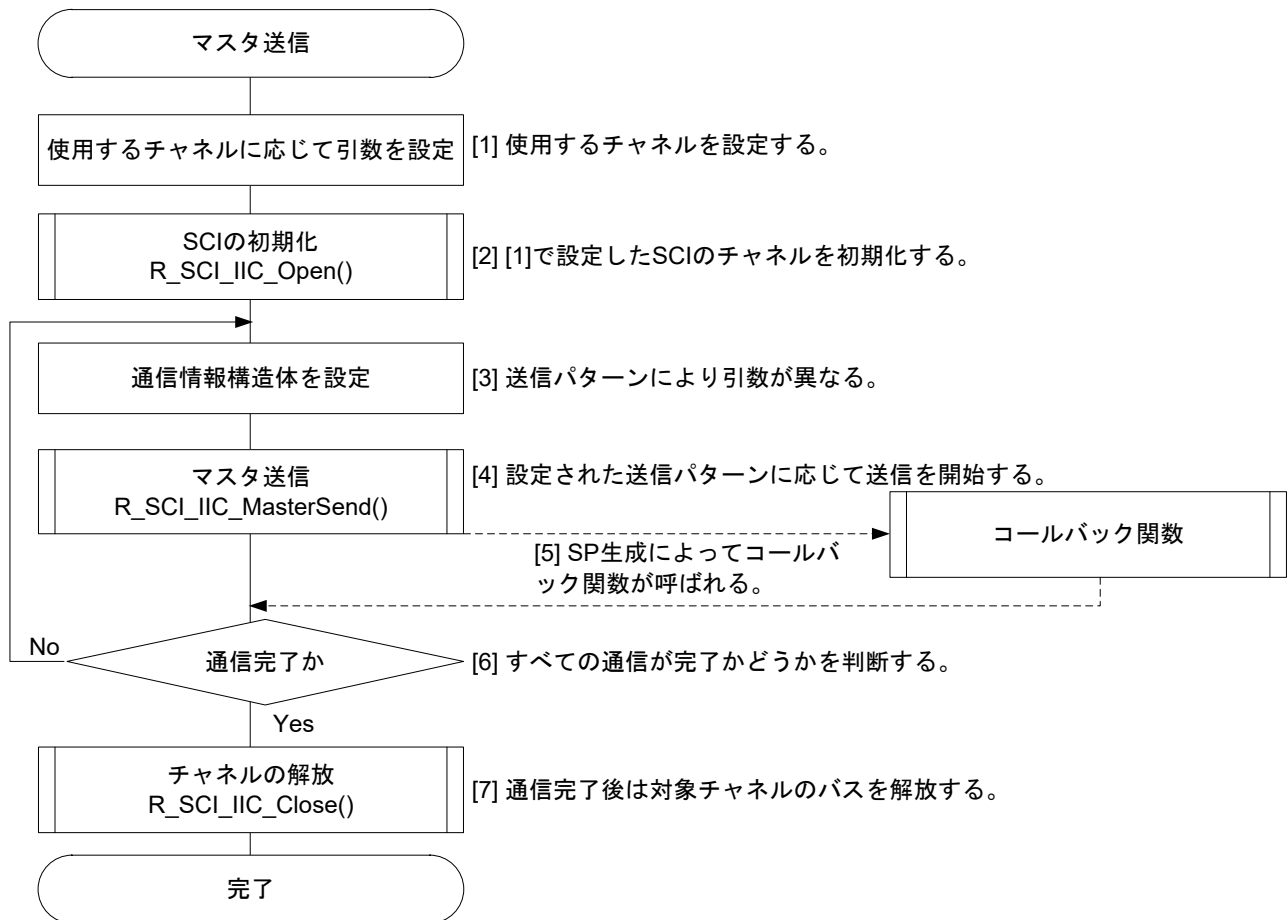 マスタ送信
使用するチャネルに応じて引数を設定
[1] 使用するチャネルを設定する。
SCIの初期化
R_SCI_IIC_Open()
[2] [1]で設定したSCIのチャネルを初期化する。
通信情報構造体を設定
[3] 送信パターンにより引数が異なる。
マスタ送信
R_SCI_IIC_MasterSend()
[4] 設定された送信パターンに応じて送信を開始する。
コールバック関数
[5] SP生成によってコールバ
ック関数が呼ばれる。
No
通信完了か
[6] すべての通信が完了かどうかを判断する。
Yes
チャネルの解放
R_SCI_IIC_Close()
[7] 通信完了後は対象チャネルのバスを解放する。
完了